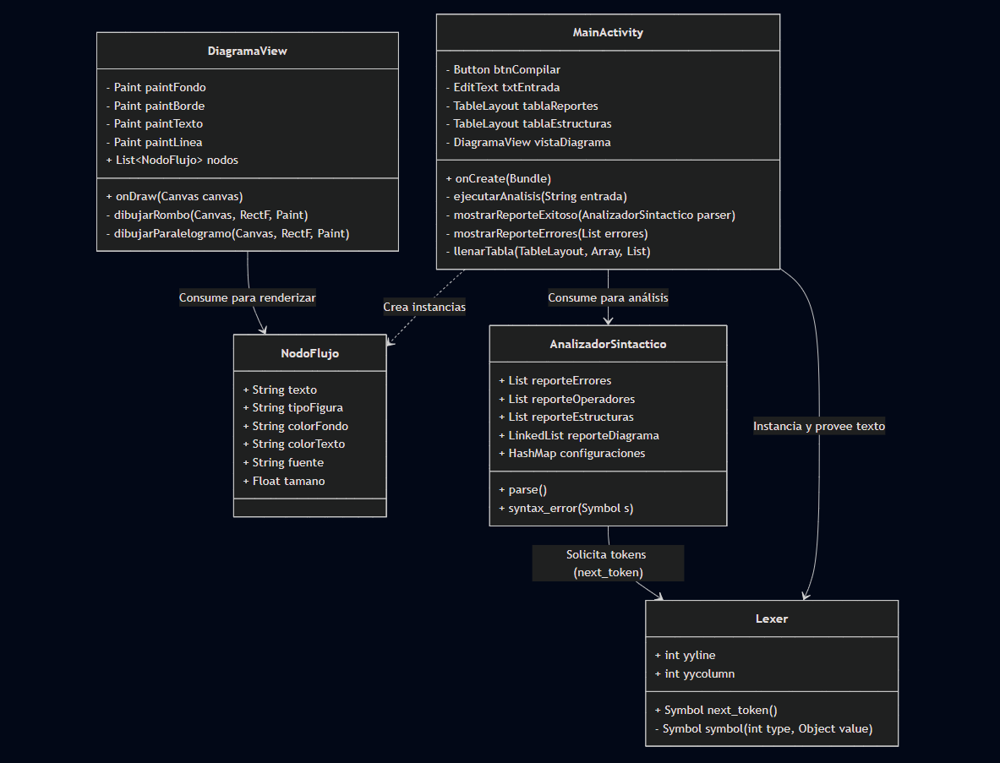 DiagramaView
- Paint paintFondo
- Paint paintBorde
- Paint paintTexto
- Paint paintLinea
+ List<NodoFlujo> nodos
+ onDraw(Canvas canvas)
- dibujarRombo(Canvas, RectF, Paint)
- dibujarParalelogramo(Canvas, RectF, Paint)
MainActivity
- Button btnCompilar
- EditText txtEntrada
- TableLayout tablaReportes
- TableLayout tablaEstructuras
- DiagramaView vistaDiagrama
+ onCreate(Bundle)
- ejecutarAnalisis(String entrada)
- mostrarReporteExitoso(AnalizadorSintactico parser)
- mostrarReporteErrores(List errores)
- llenarTabla(TableLayout, Array, List)
Consume para renderizar
Crea instancias
Consume para análisis
NodoFlujo
+ String texto
+ String tipoFigura
+ String colorFondo
+ String colorTexto
+ String fuente
+ Float tamano
AnalizadorSintactico
+ List reporteErrores
+ List reporteOperadores
+ List reporteEstructuras
+ LinkedList reporteDiagrama
+ HashMap configuraciones
+ parse()
+ syntax_error(Symbol s)
Instancia y provee texto
Solicita tokens
(next_token)
Lexer
+ int yyline
+ int yycolumn
+ Symbol next_token()
- Symbol symbol(int type, Object value)